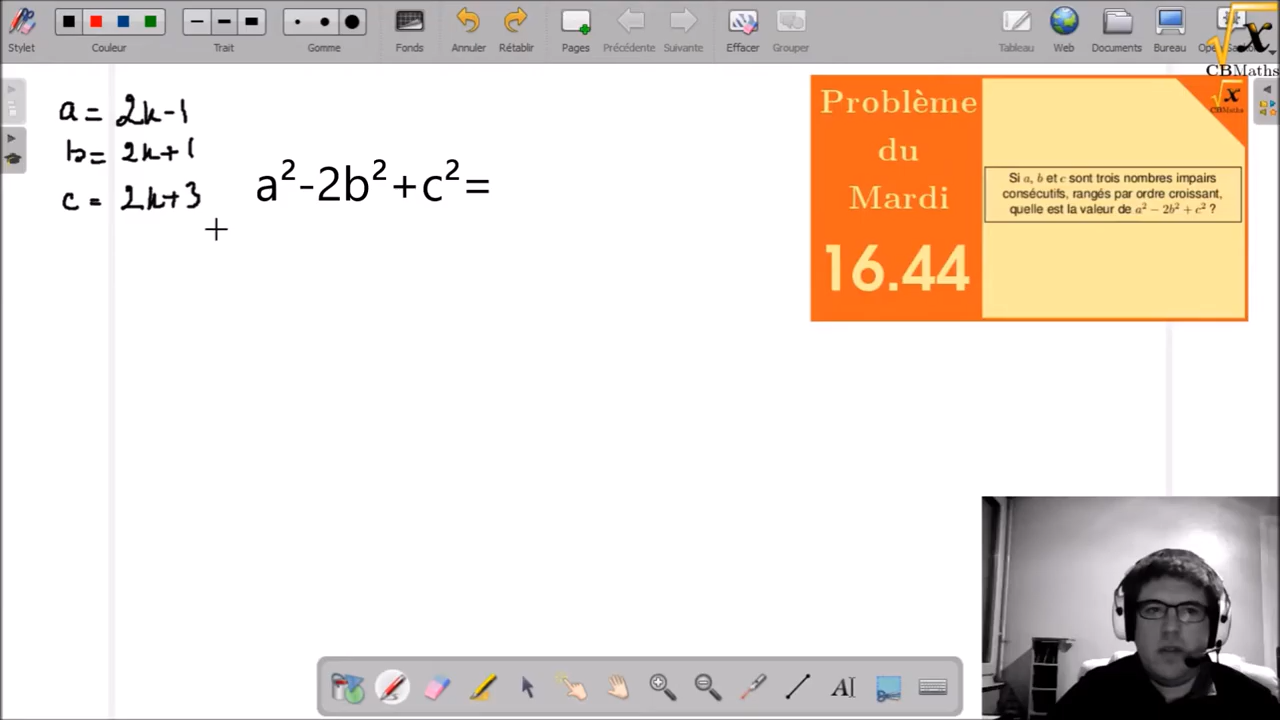 Stylet
Couleur
Trait
Gomme
Fonds
Annuler
Rétablir
Pages
Précédente
Suivante
Effacer
Grouper
Tableau
Web
Documents
Bureau
x
CBMaths
a = 2k-1
b = 2k+1
c = 2k+3
a²-2b²+c²=
Problème
du
Mardi
16.44
x
CBMaths
Si a, b et c sont trois nombres impairs
consécutifs, rangés par ordre croissant,
quelle est la valeur de a² − 2b² + c² ?
AI